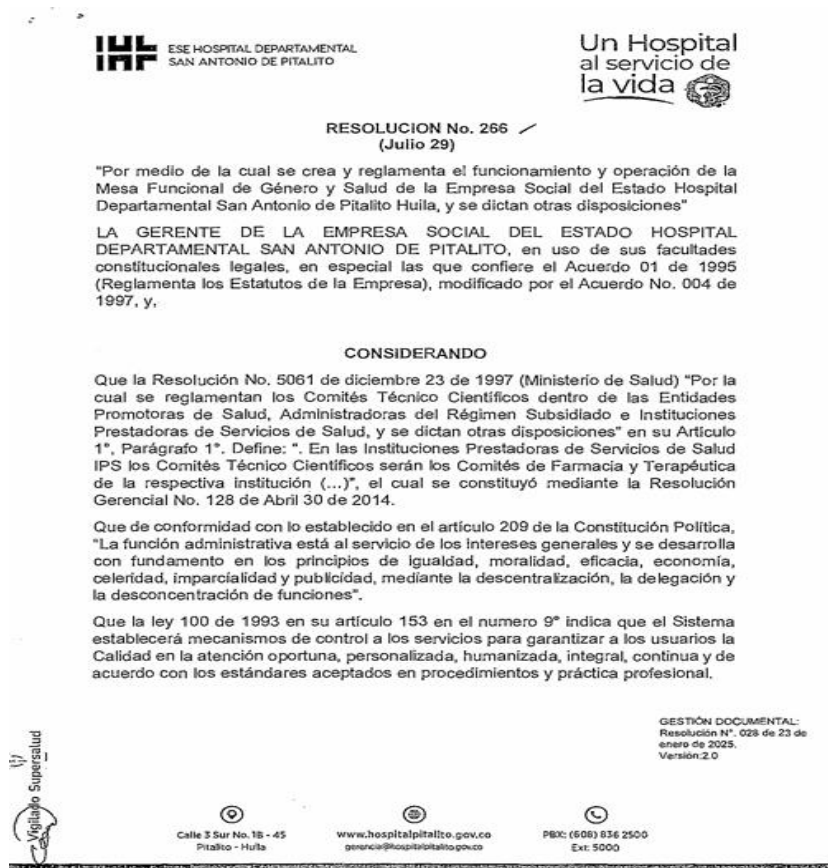 ESE HOSPITAL DEPARTAMENTAL
SAN ANTONIO DE PITALITO
Un Hospital
al servicio de
la vida
RESOLUCION No. 266
(Julio 29)
"Por medio de la cual se crea y reglamenta el funcionamiento y operación de la
Mesa Funcional de Género y Salud de la Empresa Social del Estado Hospital
Departamental San Antonio de Pitalito Huila, y se dictan otras disposiciones"
LA GERENTE DE LA EMPRESA SOCIAL DEL ESTADO HOSPITAL
DEPARTAMENTAL SAN ANTONIO DE PITALITO, en uso de sus facultades
constitucionales legales, en especial las que confiere el Acuerdo 01 de 1995
(Reglamenta los Estatutos de la Empresa), modificado por el Acuerdo No. 004 de
1997, y,
CONSIDERANDO
Que la Resolución No. 5061 de diciembre 23 de 1997 (Ministerio de Salud) "Por la
cual se reglamentan los Comités Técnico Científicos dentro de las Entidades
Promotoras de Salud, Administradoras del Régimen Subsidiado e Instituciones
Prestadoras de Servicios de Salud, y se dictan otras disposiciones" en su Artículo
1°, Parágrafo 1°. Define: ". En las Instituciones Prestadoras de Servicios de Salud
IPS los Comités Técnico Científicos serán los Comités de Farmacia y Terapéutica
de la respectiva institución (...)", el cual se constituyó mediante la Resolución
Gerencial No. 128 de Abril 30 de 2014.
Que de conformidad con lo establecido en el artículo 209 de la Constitución Política,
"La función administrativa está al servicio de los intereses generales y se desarrolla
con fundamento en los principios de igualdad, moralidad, eficacia, economía,
celeridad, imparcialidad y publicidad, mediante la descentralización, la delegación y
la desconcentración de funciones".
Que la ley 100 de 1993 en su artículo 153 en el numero 9° indica que el Sistema
establecerá mecanismos de control a los servicios para garantizar a los usuarios la
Calidad en la atención oportuna, personalizada, humanizada, integral, continua y de
acuerdo con los estándares aceptados en procedimientos y práctica profesional.
GESTIÓN DOCUMENTAL:
Resolución N°. 028 de 23 de
enero de 2025.
Versión:2.0
Vigilado Supersalud
Calle 3 Sur No. 1B - 45
Pitalito - Huila
www.hospitalpitalito.gov.co
gerencia@hospitalpitalito.gov.co
PBX: (608) 836 2500
Ext: 5000